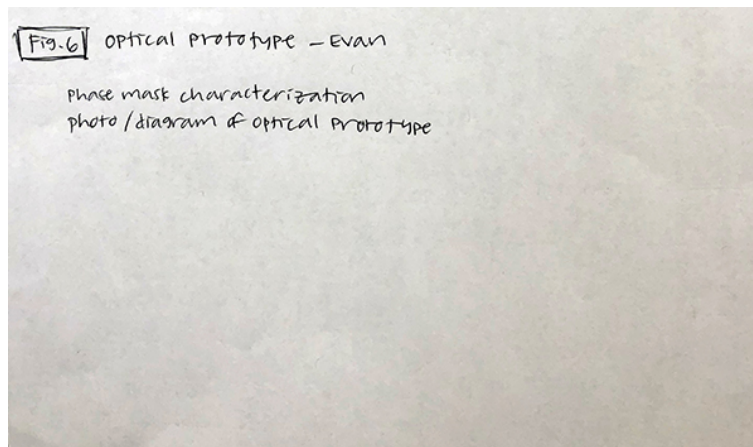 Fig.6 optical prototype - Evan
phase mask characterization
photo/diagram of optical prototype